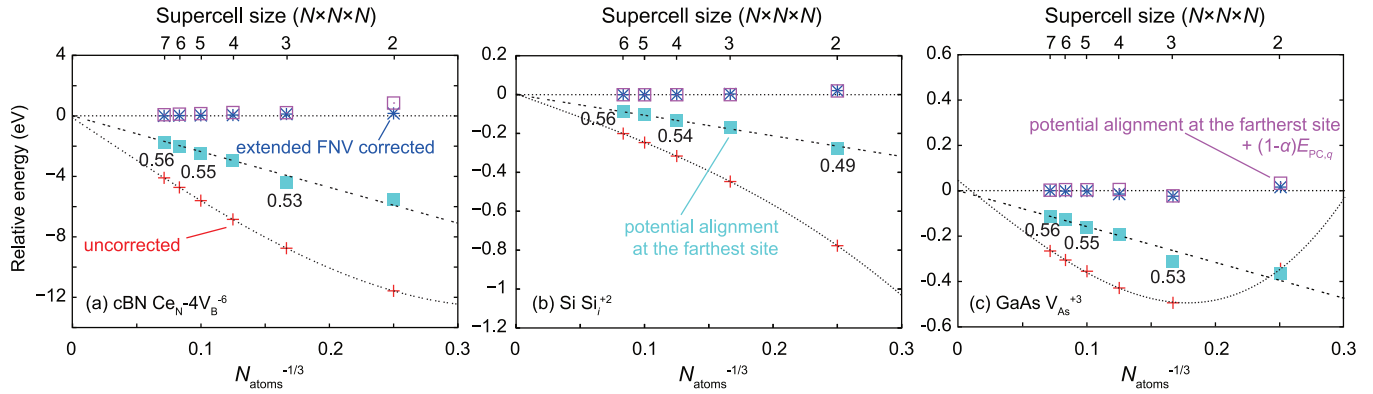 Supercell size (N×N×N)
7 6 5 4 3 2
Relative energy (eV)
4
0
−4
−8
−12
extended FNV corrected
uncorrected
0.56
0.55
0.53
(a) cBN Ce_N-4V_B^-6
0 0.1 0.2 0.3
N_atoms^-1/3
Supercell size (N×N×N)
6 5 4 3 2
0.2
0
−0.2
−0.4
−0.6
−0.8
−1
−1.2
0.56
0.54
0.49
potential alignment
at the farthest site
(b) Si Si_i^+2
0 0.1 0.2 0.3
N_atoms^-1/3
Supercell size (N×N×N)
7 6 5 4 3 2
0.6
0.4
0.2
0
-0.2
-0.4
-0.6
potential alignment at the fartherst site
+ (1-α)E_PC,q
0.56
0.55
0.53
(c) GaAs V_As^+3
0 0.1 0.2 0.3
N_atoms^-1/3